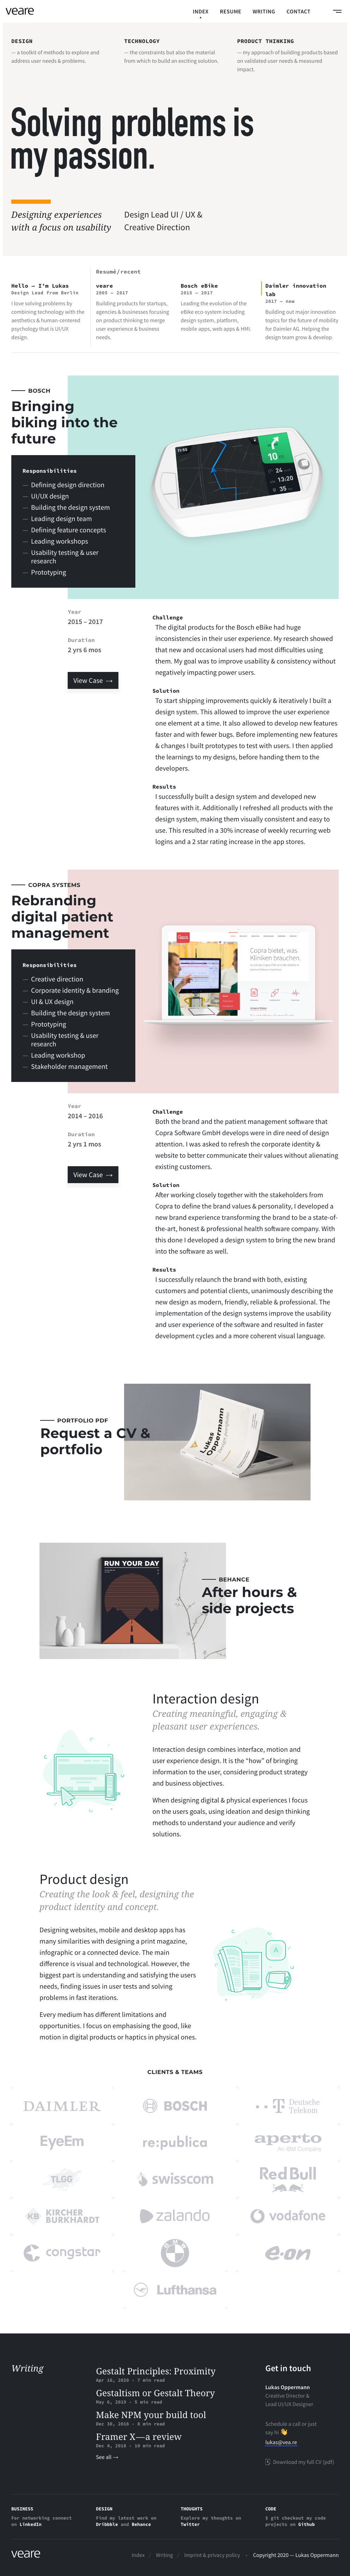 veare
INDEX
RESUME
WRITING
CONTACT
DESIGN
— a toolkit of methods to explore and
address user needs & problems.
TECHNOLOGY
— the constraints but also the material
from which to build an exciting solution.
PRODUCT THINKING
— my approach of building products based
on validated user needs & measured
impact.
Solving problems is
my passion.
Designing experiences
with a focus on usability
Design Lead UI / UX &
Creative Direction
Resumé/recent
Hello — I'm Lukas
Design Lead from Berlin
I love solving problems by
combining technology with the
aesthetics & human-centered
psychology that is UI/UX
design.
veare
2005 — 2017
Building products for startups,
agencies & businesses focusing
on product thinking to merge
user experience & business
needs.
Bosch eBike
2015 — 2017
Leading the evolution of the
eBike eco-system including
design system, platform,
mobile apps, web apps & HMI.
Daimler innovation
lab
2017 — now
Building out major innovation
topics for the future of mobility
for Daimler AG. Helping the
design team grow & develop.
BOSCH
Bringing
biking into the
future
Responsibilities
— Defining design direction
— UI/UX design
— Building the design system
— Leading design team
— Defining feature concepts
— Leading workshops
— Usability testing & user
research
— Prototyping
10
24
13:20
35
Year
2015 – 2017
Duration
2 yrs 6 mos
View Case →
Challenge
The digital products for the Bosch eBike had huge
inconsistencies in their user experience. My research showed
that new and occasional users had most difficulties using
them. My goal was to improve usability & consistency without
negatively impacting power users.
Solution
To start shipping improvements quickly & iteratively I built a
design system. This allowed to improve the user experience
one element at a time. It also allowed to develop new features
faster and with fewer bugs. Before implementing new features
& changes I built prototypes to test with users. I then applied
the learnings to my designs, before handing them to the
developers.
Results
I successfully built a design system and developed new
features with it. Additionally I refreshed all products with the
design system, making them visually consistent and easy to
use. This resulted in a 30% increase of weekly recurring web
logins and a 2 star rating increase in the app stores.
COPRA SYSTEMS
Rebranding
digital patient
management
Responsibilities
— Creative direction
— Corporate identity & branding
— UI & UX design
— Building the design system
— Prototyping
— Usability testing & user
research
— Leading workshop
— Stakeholder management
Copra
Copra bietet, was
Kliniken brauchen.
Year
2014 – 2016
Duration
2 yrs 1 mos
View Case →
Challenge
Both the brand and the patient management software that
Copra Software GmbH develops were in dire need of design
attention. I was asked to refresh the corporate identity &
website to better communicate their values without alienating
existing customers.
Solution
After working closely together with the stakeholders from
Copra to define the brand values & personality, I developed a
new brand experience transforming the brand to a state-of-
the-art, honest & professional health software company. With
this done I developed a design system to bring the new brand
into the software as well.
Results
I successfully relaunch the brand with both, existing
customers and potential clients, unanimously describing the
new design as modern, friendly, reliable & professional. The
implementation of the design systems improve the usability
and user experience of the software and resulted in faster
development cycles and a more coherent visual language.
PORTFOLIO PDF
Request a CV &
portfolio
Lukas
Oppermann
RUN YOUR DAY
BEHANCE
After hours &
side projects
Interaction design
Creating meaningful, engaging &
pleasant user experiences.
Interaction design combines interface, motion and
user experience design. It is the "how" of bringing
information to the user, considering product strategy
and business objectives.
When designing digital & physical experiences I focus
on the users goals, using ideation and design thinking
methods to understand your audience and verify
solutions.
Product design
Creating the look & feel, designing the
product identity and concept.
Designing websites, mobile and desktop apps has
many similarities with designing a print magazine,
infographic or a connected device. The main
difference is visual and technological. However, the
biggest part is understanding and satisfying the users
needs, finding issues in user tests and solving
problems in fast iterations.
Every medium has different limitations and
opportunities. I focus on emphasising the good, like
motion in digital products or haptics in physical ones.
A
CLIENTS & TEAMS
DAIMLER
BOSCH
Deutsche
Telekom
EyeEm
re:publica
aperto
An IBM Company
TLGG
swisscom
Red Bull
KB KIRCHER
BURKHARDT
zalando
vodafone
congstar
BMW
e·on
Lufthansa
Writing
Gestalt Principles: Proximity
Apr 18, 2020 · 7 min read
Gestaltism or Gestalt Theory
May 6, 2019 · 5 min read
Make NPM your build tool
Dec 30, 2018 · 8 min read
Framer X — a review
Dec 4, 2018 · 10 min read
See all →
Get in touch
Lukas Oppermann
Creative Director &
Lead UI/UX Designer
Schedule a call or just
say hi 👋
lukas@vea.re
Download my full CV (pdf)
BUSINESS
For networking connect
on LinkedIn
DESIGN
Find my latest work on
Dribbble and Behance
THOUGHTS
Explore my thoughts on
Twitter
CODE
$ git checkout my code
projects on Github
veare
Index / Writing / Imprint & privacy policy — Copyright 2020 — Lukas Oppermann